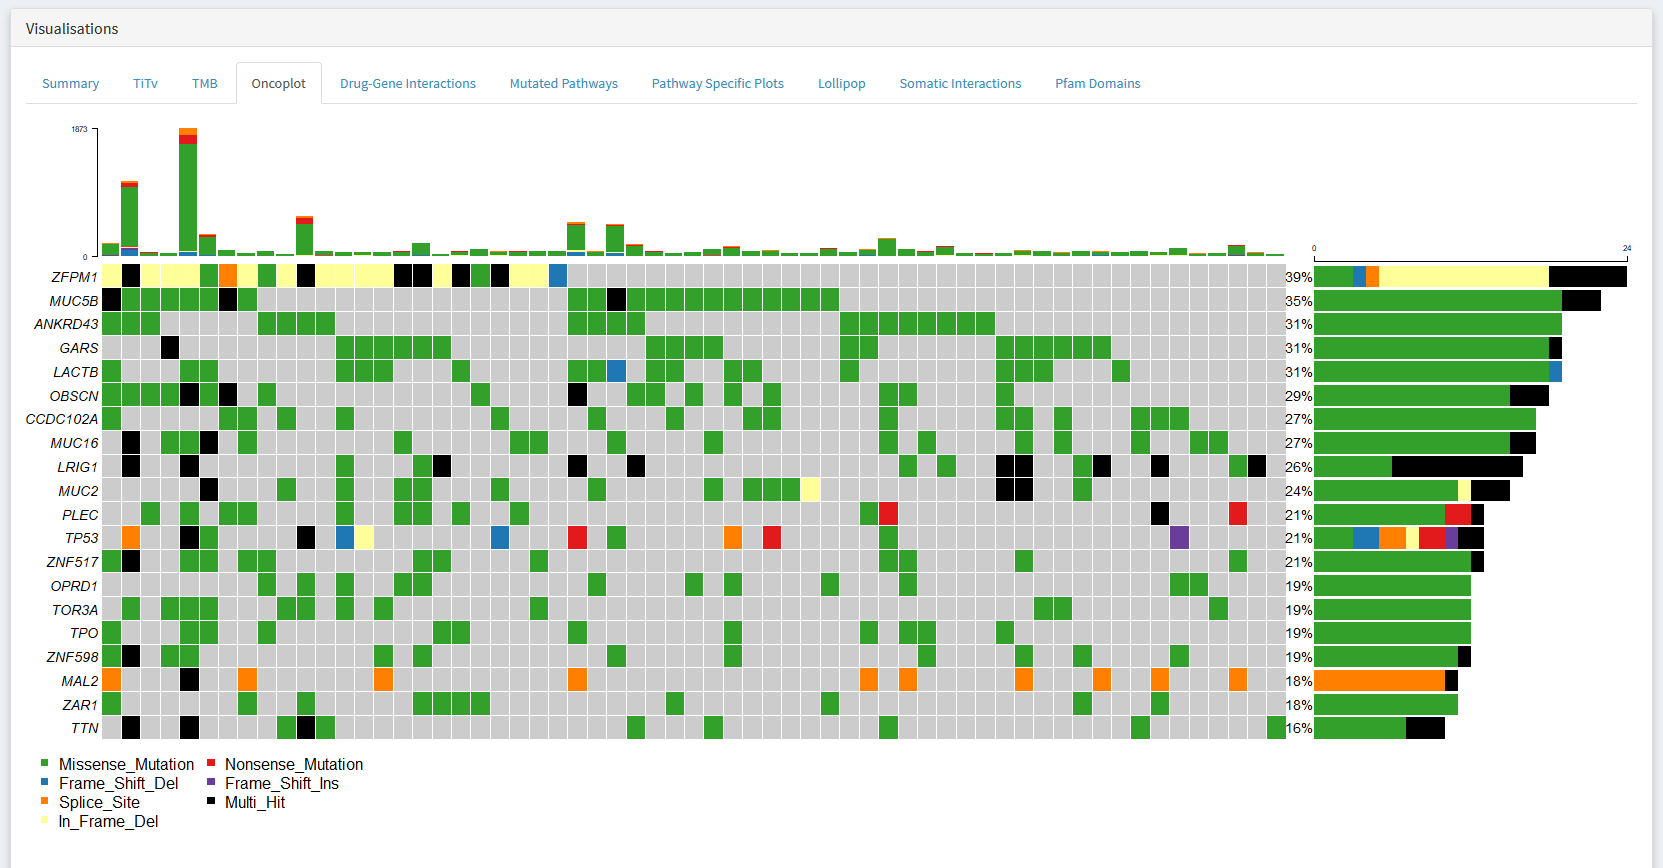 Visualisations
Summary TiTv TMB Oncoplot Drug-Gene Interactions Mutated Pathways Pathway Specific Plots Lollipop Somatic Interactions Pfam Domains
1873
0
0 24
ZFPM1 39%
MUC5B 35%
ANKRD43 31%
GARS 31%
LACTB 31%
OBSCN 29%
CCDC102A 27%
MUC16 27%
LRIG1 26%
MUC2 24%
PLEC 21%
TP53 21%
ZNF517 21%
OPRD1 19%
TOR3A 19%
TPO 19%
ZNF598 19%
MAL2 18%
ZAR1 18%
TTN 16%
Missense_Mutation Nonsense_Mutation
Frame_Shift_Del Frame_Shift_Ins
Splice_Site Multi_Hit
In_Frame_Del